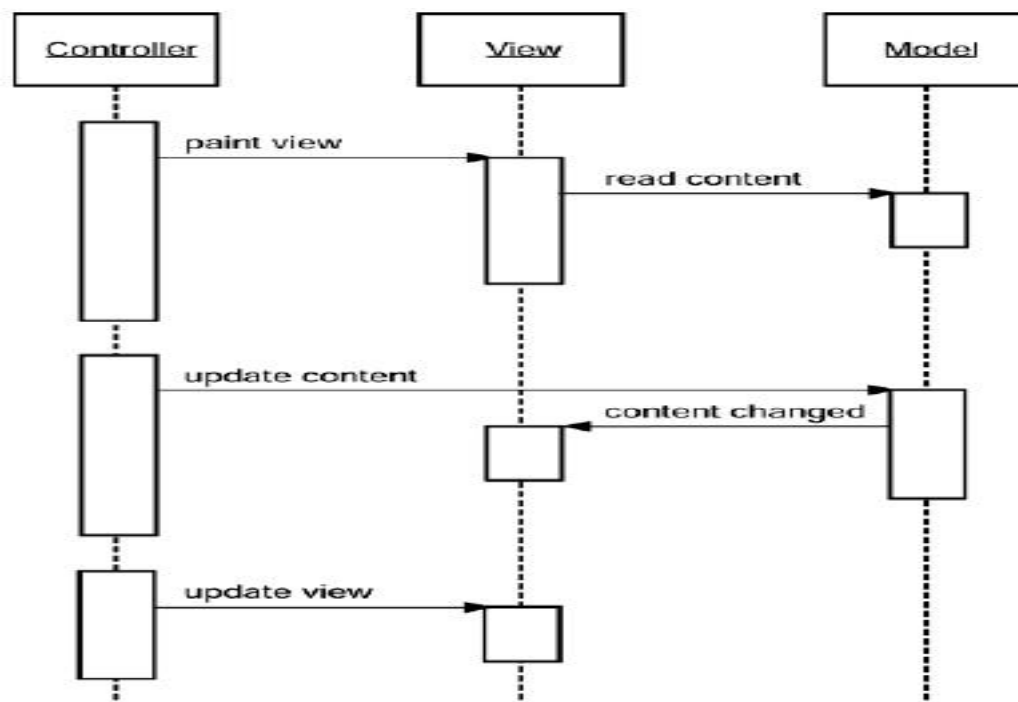 Controller
View
Model
paint view
read content
update content
content changed
update view